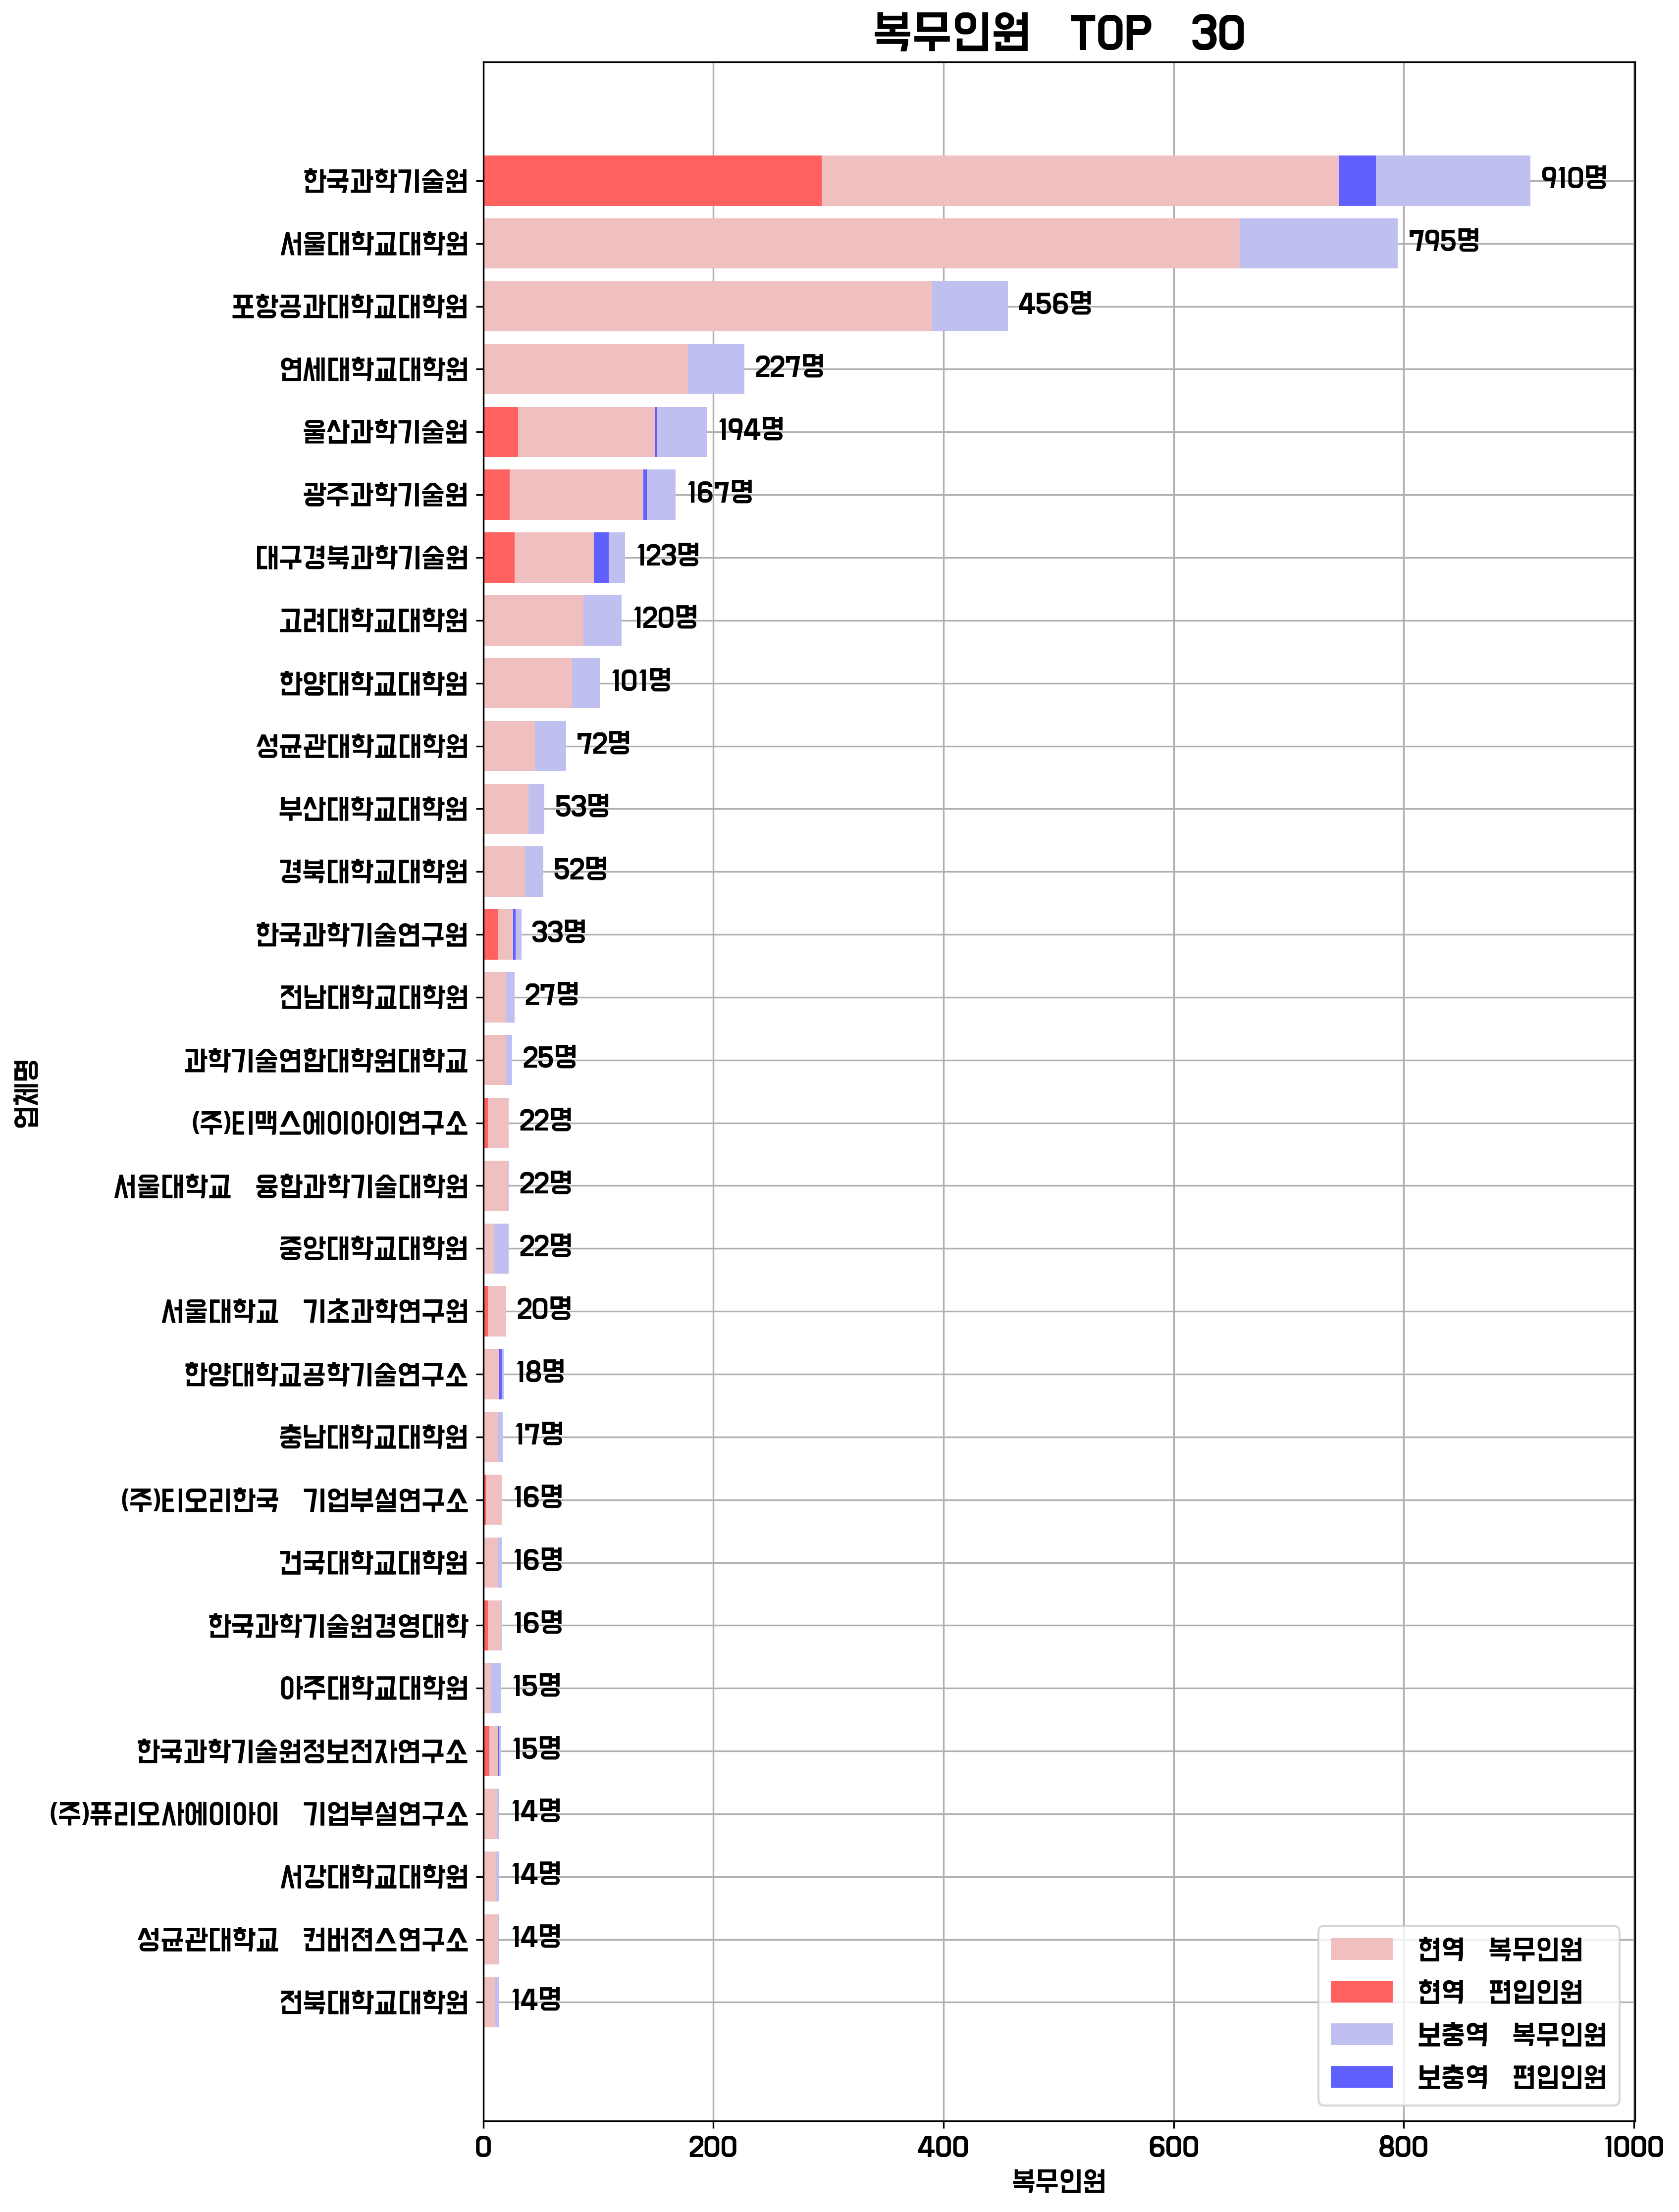 복무인원 TOP 30
한국과학기술원 910명
서울대학교대학원 795명
포항공과대학교대학원 456명
연세대학교대학원 227명
울산과학기술원 194명
광주과학기술원 167명
대구경북과학기술원 123명
고려대학교대학원 120명
한양대학교대학원 101명
성균관대학교대학원 72명
부산대학교대학원 53명
경북대학교대학원 52명
한국과학기술연구원 33명
전남대학교대학원 27명
과학기술연합대학원대학교 25명
(주)티맥스에이아이연구소 22명
서울대학교 융합과학기술대학원 22명
중앙대학교대학원 22명
서울대학교 기초과학연구원 20명
한양대학교공학기술연구소 18명
충남대학교대학원 17명
(주)티오리한국 기업부설연구소 16명
건국대학교대학원 16명
한국과학기술원경영대학 16명
아주대학교대학원 15명
한국과학기술원정보전자연구소 15명
(주)퓨리오사에이아이 기업부설연구소 14명
서강대학교대학원 14명
성균관대학교 컨버젼스연구소 14명
전북대학교대학원 14명
업체명
현역 복무인원
현역 편입인원
보충역 복무인원
보충역 편입인원
0 200 400 600 800 1000
복무인원